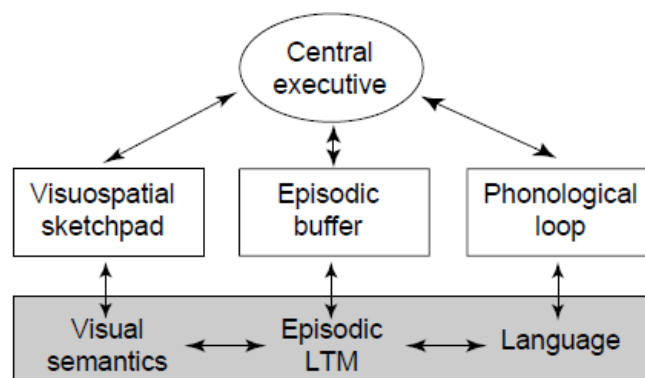 Central
executive
Visuospatial
sketchpad
Episodic
buffer
Phonological
loop
Visual
semantics
Episodic
LTM
Language